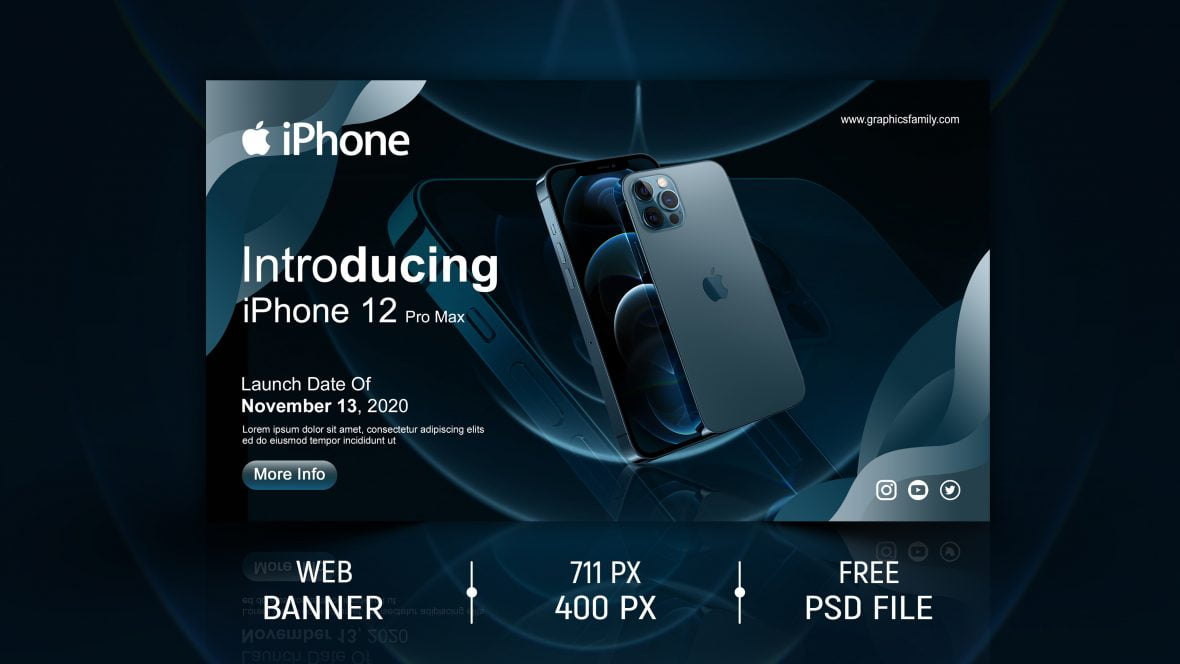 iPhone
www.graphicsfamily.com
Introducing
iPhone 12 Pro Max
Launch Date Of
November 13, 2020
Lorem ipsum dolor sit amet, consectetur adipiscing elits
ed do eiusmod tempor incididunt ut
More Info
WEB
BANNER
711 PX
400 PX
FREE
PSD FILE